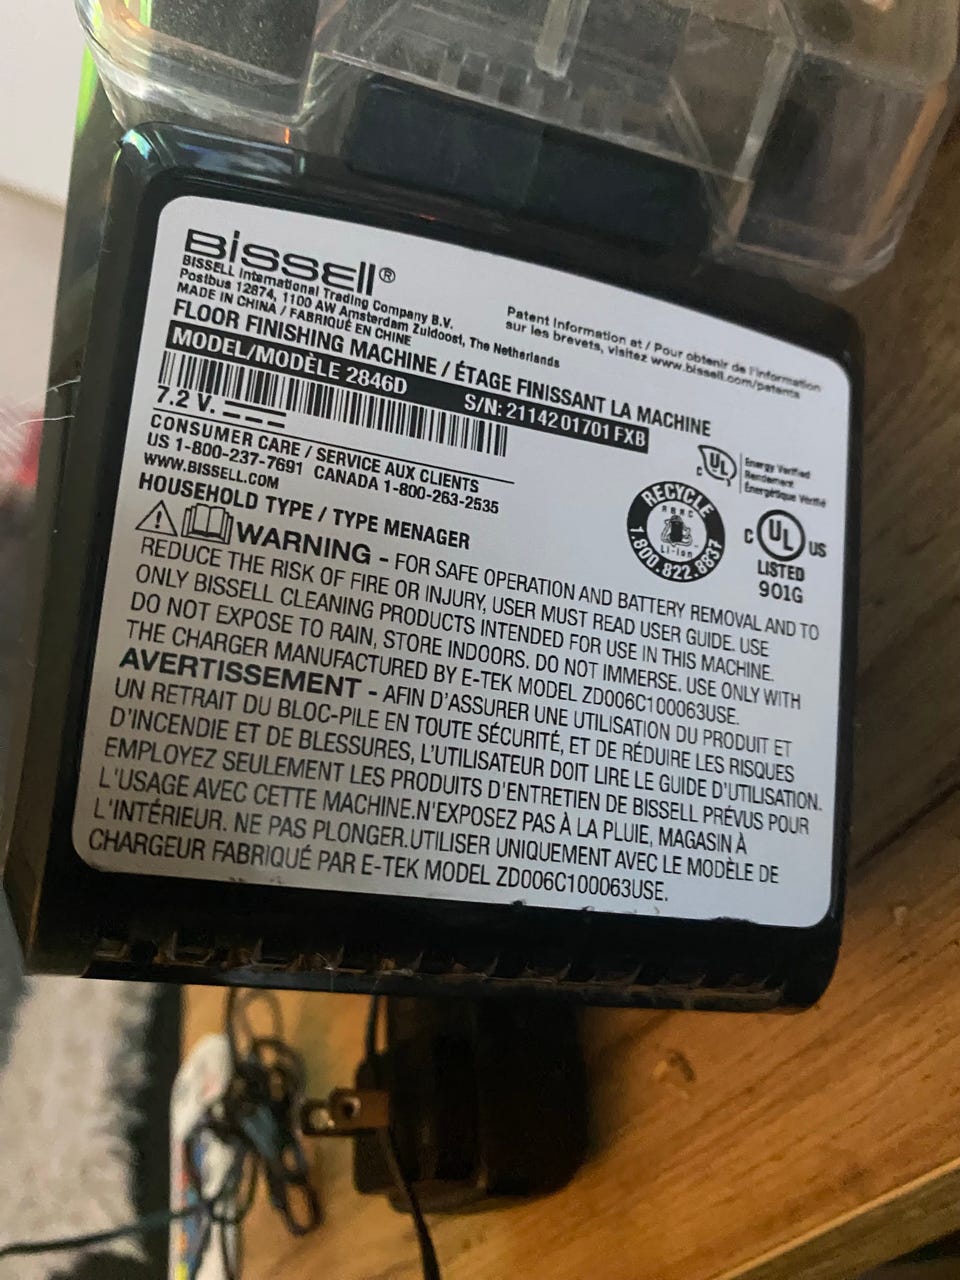 BISSELL®
BISSELL International Trading Company B.V.
Postbus 12874, 1100 AW Amsterdam Zuidoost, The Netherlands
MADE IN CHINA / FABRIQUÉ EN CHINE
Patent Information at / Pour obtenir de l'information
sur les brevets, visitez www.bissell.com/patents
FLOOR FINISHING MACHINE / ÉTAGE FINISSANT LA MACHINE
MODEL/MODÈLE 2846D S/N: 21142 01701 FXB
7.2 V.
CONSUMER CARE / SERVICE AUX CLIENTS
US 1-800-237-7691 CANADA 1-800-263-2535
WWW.BISSELL.COM
HOUSEHOLD TYPE / TYPE MENAGER
C UL Energy Verified
Rendement
Énergétique Vérifié
RECYCLE
RBRC
Li-ion
1.800.822.8837
C UL US
LISTED
901G
WARNING - FOR SAFE OPERATION AND BATTERY REMOVAL AND TO
REDUCE THE RISK OF FIRE OR INJURY, USER MUST READ USER GUIDE. USE
ONLY BISSELL CLEANING PRODUCTS INTENDED FOR USE IN THIS MACHINE.
DO NOT EXPOSE TO RAIN, STORE INDOORS. DO NOT IMMERSE. USE ONLY WITH
THE CHARGER MANUFACTURED BY E-TEK MODEL ZD006C100063USE.
AVERTISSEMENT - AFIN D'ASSURER UNE UTILISATION DU PRODUIT ET
UN RETRAIT DU BLOC-PILE EN TOUTE SÉCURITÉ, ET DE RÉDUIRE LES RISQUES
D'INCENDIE ET DE BLESSURES, L'UTILISATEUR DOIT LIRE LE GUIDE D'UTILISATION.
EMPLOYEZ SEULEMENT LES PRODUITS D'ENTRETIEN DE BISSELL PRÉVUS POUR
L'USAGE AVEC CETTE MACHINE.N'EXPOSEZ PAS À LA PLUIE, MAGASIN À
L'INTÉRIEUR. NE PAS PLONGER.UTILISER UNIQUEMENT AVEC LE MODÈLE DE
CHARGEUR FABRIQUÉ PAR E-TEK MODEL ZD006C100063USE.